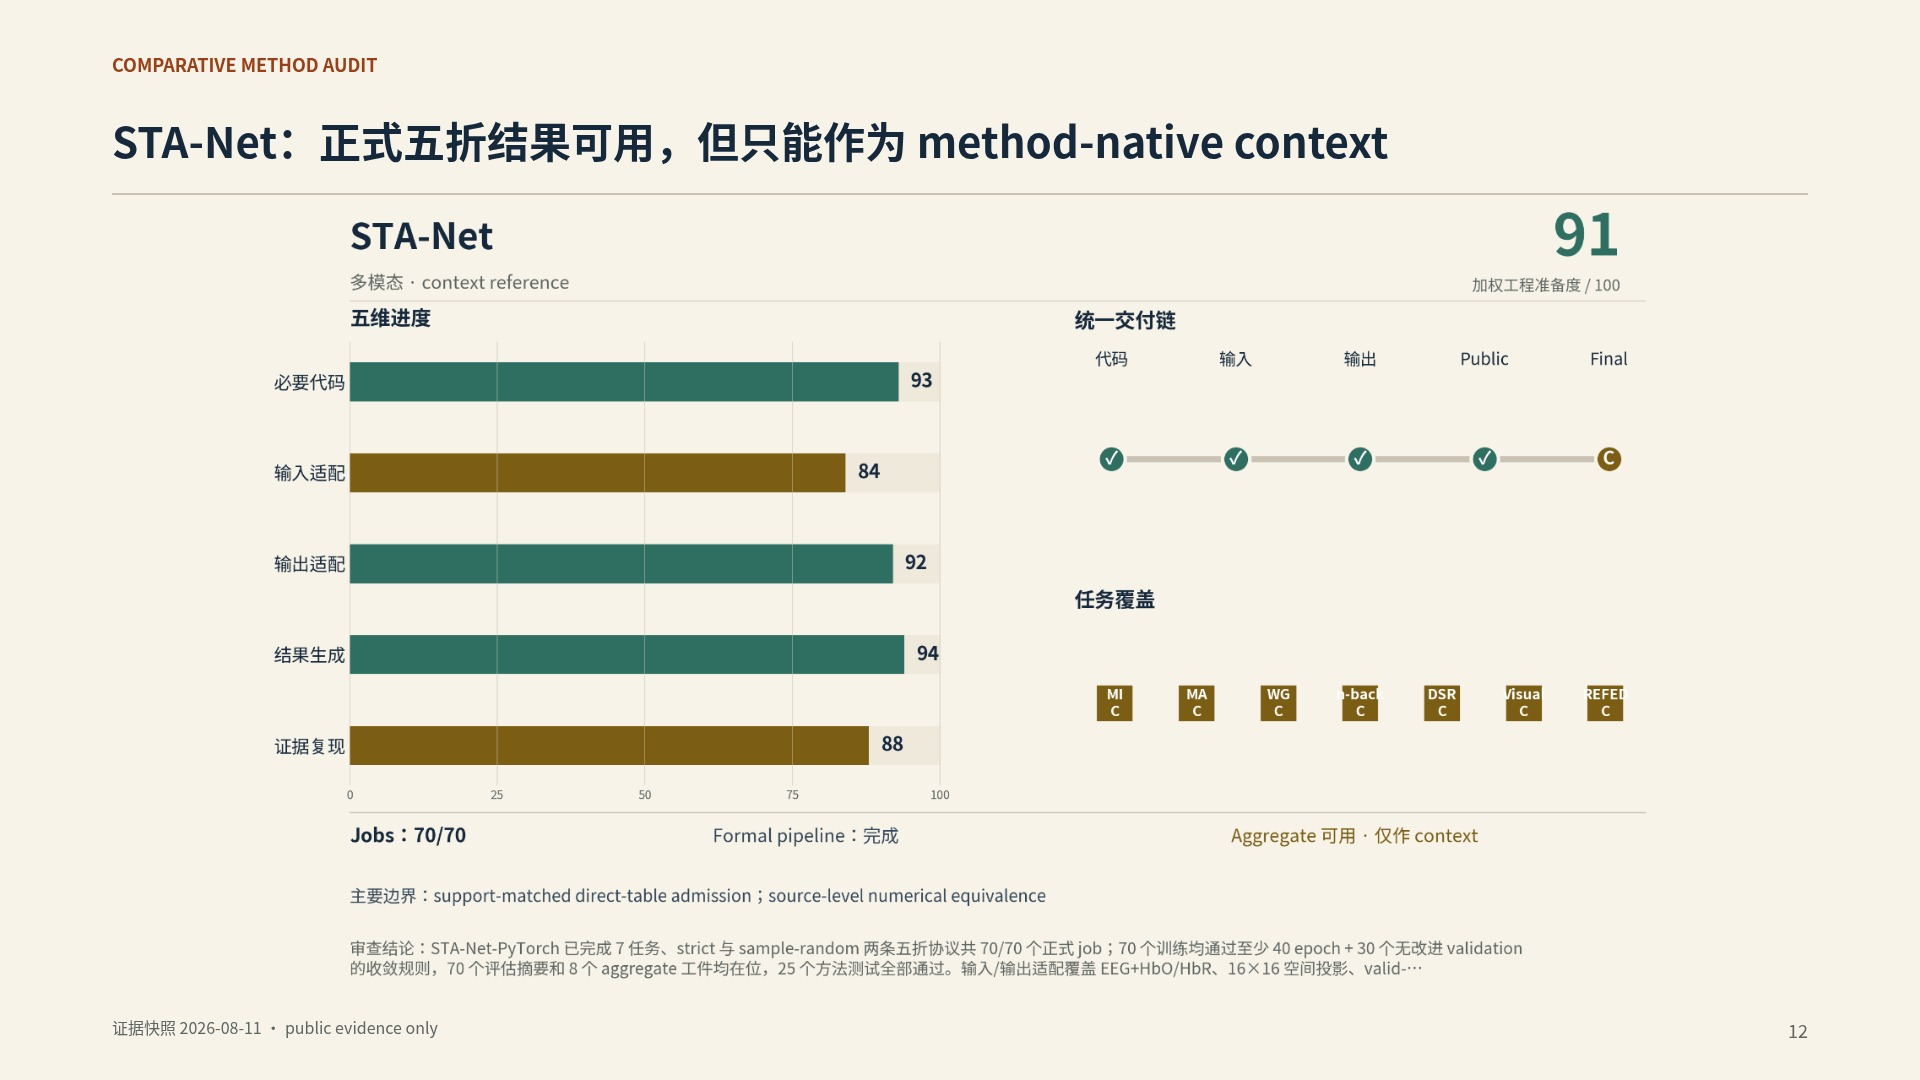 COMPARATIVE METHOD AUDIT
STA-Net：正式五折结果可用，但只能作为 method-native context
STA-Net
91
多模态 · context reference
加权工程准备度 / 100
五维进度
统一交付链
代码 输入 输出 Public Final
必要代码 93
✓ ✓ ✓ ✓ C
输入适配 84
输出适配 92
任务覆盖
结果生成 94
MI MA WG n-back DSR Visual REFED
C C C C C C C
证据复现 88
0 25 50 75 100
Jobs：70/70
Formal pipeline：完成
Aggregate 可用 · 仅作 context
主要边界：support-matched direct-table admission；source-level numerical equivalence
审查结论：STA-Net-PyTorch 已完成 7 任务、strict 与 sample-random 两条五折协议共 70/70 个正式 job；70 个训练均通过至少 40 epoch + 30 个无改进 validation
的收敛规则，70 个评估摘要和 8 个 aggregate 工件均在位，25 个方法测试全部通过。输入/输出适配覆盖 EEG+HbO/HbR、16×16 空间投影、valid-…
证据快照 2026-08-11 · public evidence only
12